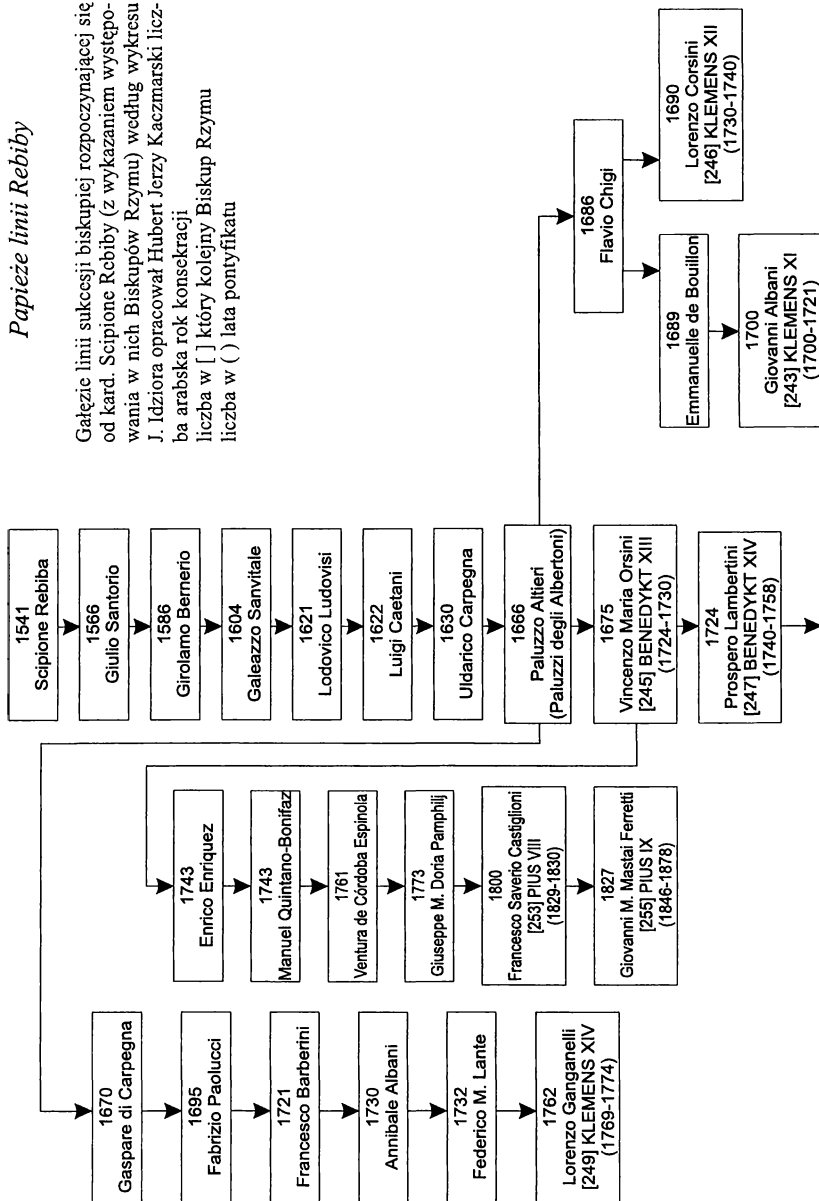 Papieże linii Rebiby
Gałęzie linii sukcesji biskupiej rozpoczynającej się
od kard. Scipione Rebiby (z wykazaniem występo-
wania w nich Biskupów Rzymu) według wykresu
J. Idziora opracował Hubert Jerzy Kaczmarski licz-
ba arabska rok konsekracji
liczba w [ ] który kolejny Biskup Rzymu
liczba w ( ) lata pontyfikatu
1541
Scipione Rebiba
1566
Giulio Santorio
1586
Girolamo Bernerio
1604
Galeazzo Sanvitale
1621
Lodovico Ludovisi
1622
Luigi Caetani
1630
Uldarico Carpegna
1666
Paluzzo Altieri
(Paluzzi degli Albertoni)
1675
Vincenzo Maria Orsini
[245] BENEDYKT XIII
(1724-1730)
1724
Prospero Lambertini
[247] BENEDYKT XIV
(1740-1758)
1686
Flavio Chigi
1689
Emmanuelle de Bouillon
1700
Giovanni Albani
[243] KLEMENS XI
(1700-1721)
1690
Lorenzo Corsini
[246] KLEMENS XII
(1730-1740)
1743
Enrico Enriquez
1743
Manuel Quintano-Bonifaz
1761
Ventura de Córdoba Espinola
1773
Giuseppe M. Doria Pamphilj
1800
Francesco Saverio Castiglioni
[253] PIUS VIII
(1829-1830)
1827
Giovanni M. Mastai Ferretti
[255] PIUS IX
(1846-1878)
1670
Gaspare di Carpegna
1695
Fabrizio Paolucci
1721
Francesco Barberini
1730
Annibale Albani
1732
Federico M. Lante
1762
Lorenzo Ganganelli
[249] KLEMENS XIV
(1769-1774)